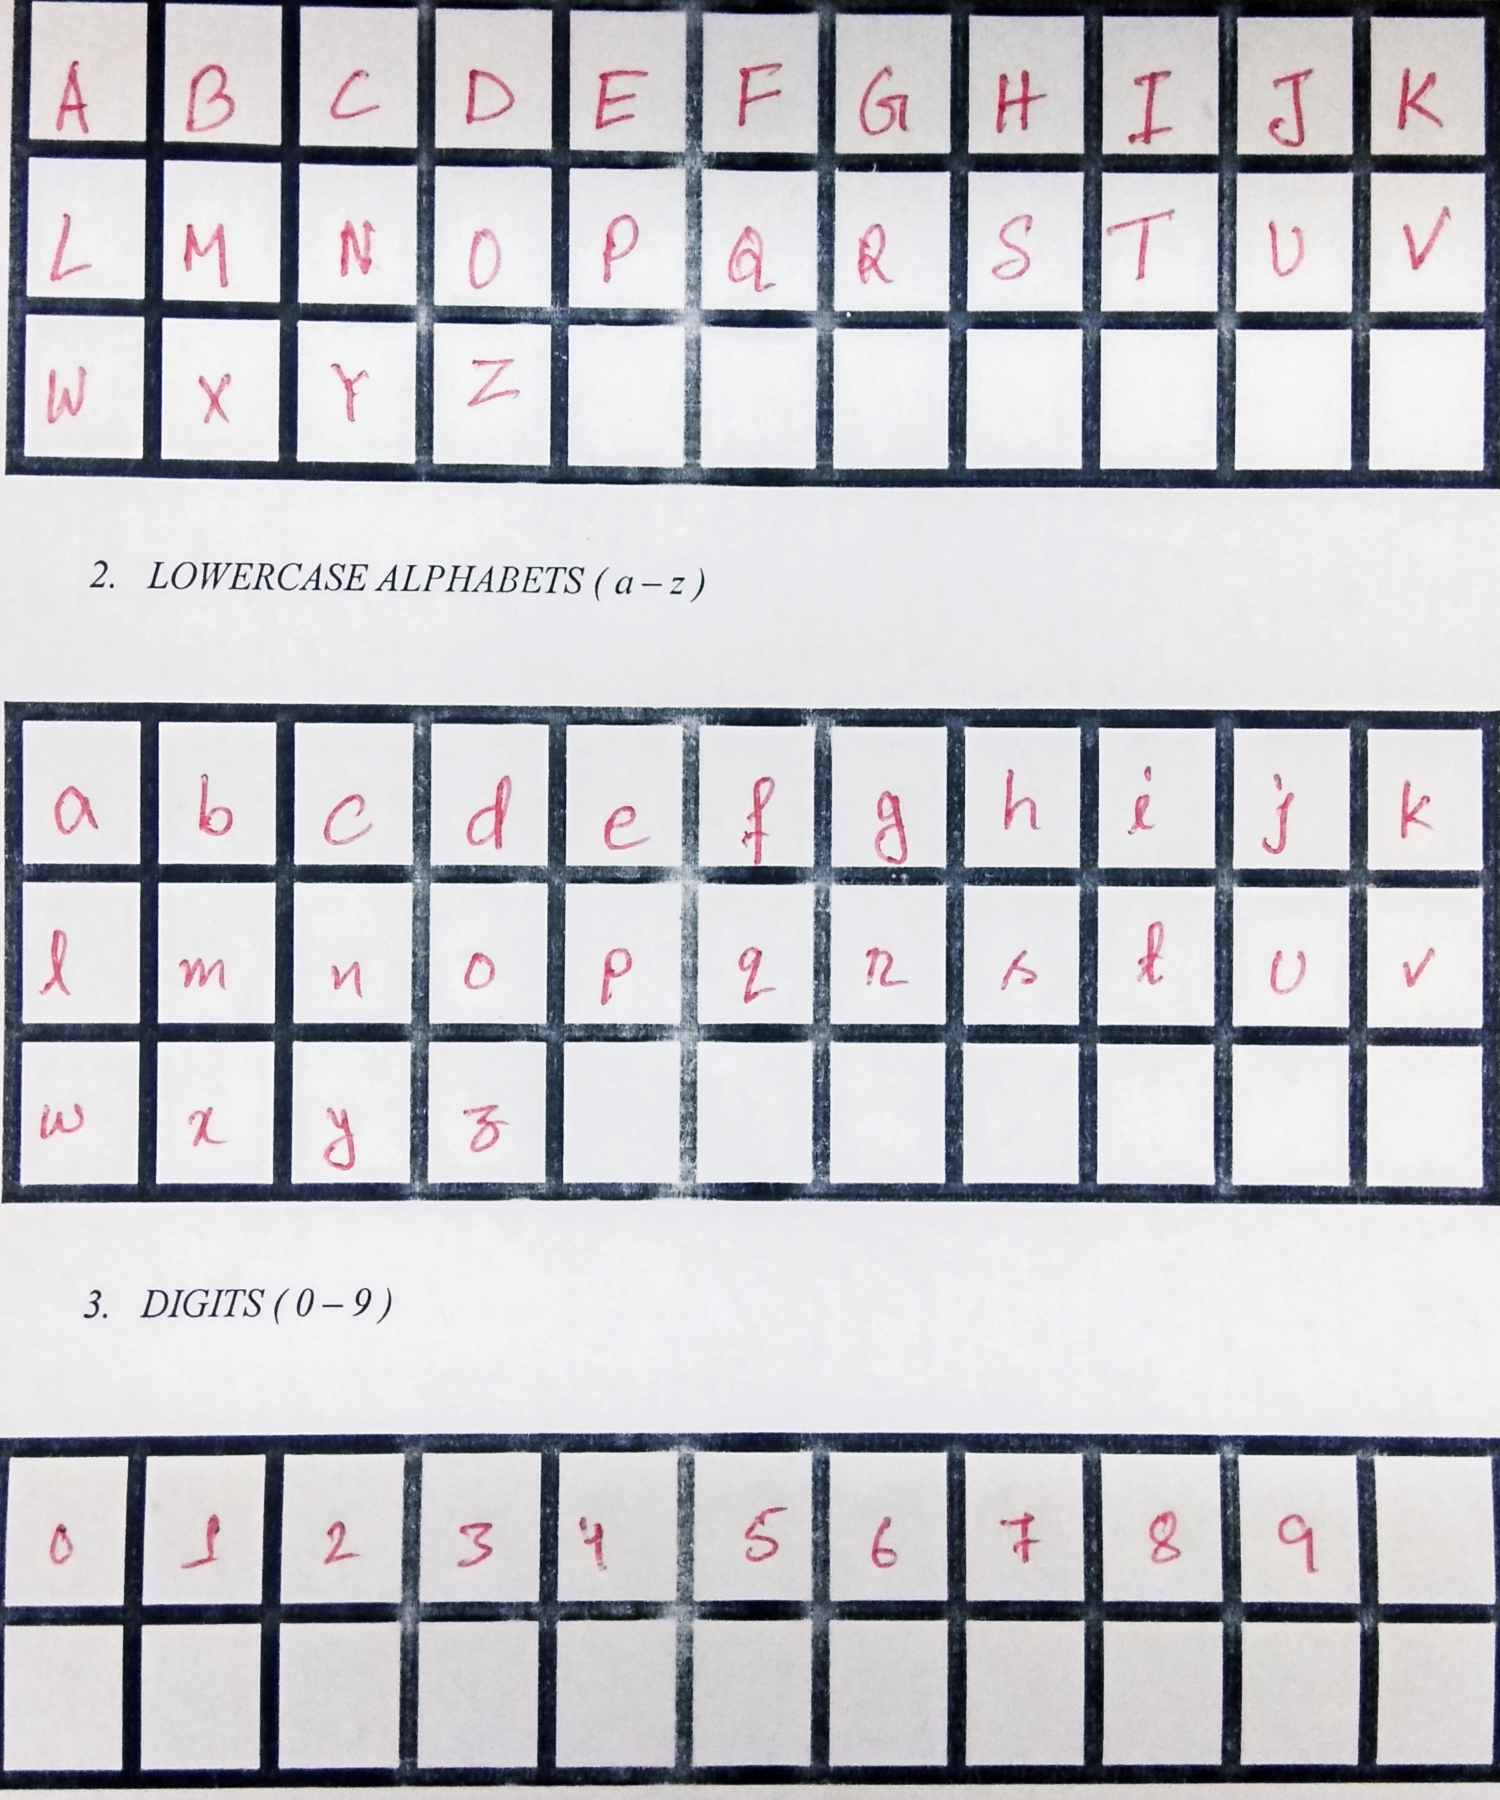 A B C D E F G H I J K
L M N O P Q R S T U V
W X Y Z
2. LOWERCASE ALPHABETS ( a – z )
a b c d e f g h i j k
l m n o p q r s t u v
w x y z
3. DIGITS ( 0 – 9 )
0 1 2 3 4 5 6 7 8 9